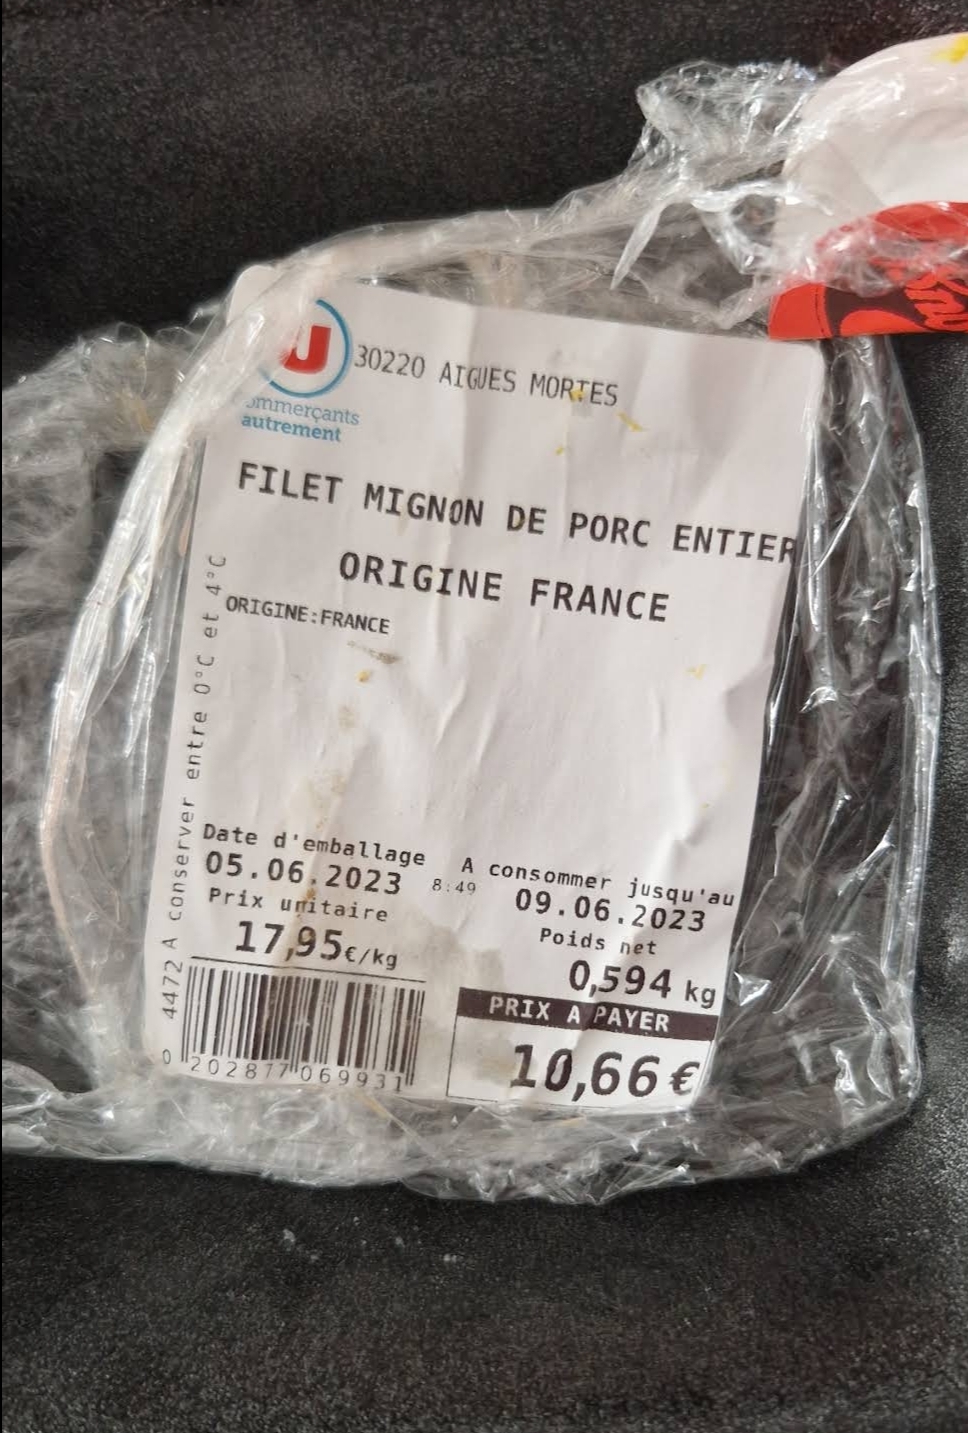 U
30220 AIGUES MORTES
ommerçants
autrement
FILET MIGNON DE PORC ENTIER
ORIGINE FRANCE
ORIGINE:FRANCE
4472 A conserver entre 0°C et 4°C
Date d'emballage
05.06.2023 8:49
A consommer jusqu'au
09.06.2023
Prix unitaire
17,95€/kg
Poids net
0,594 kg
PRIX A PAYER
10,66 €
0 202877 069931